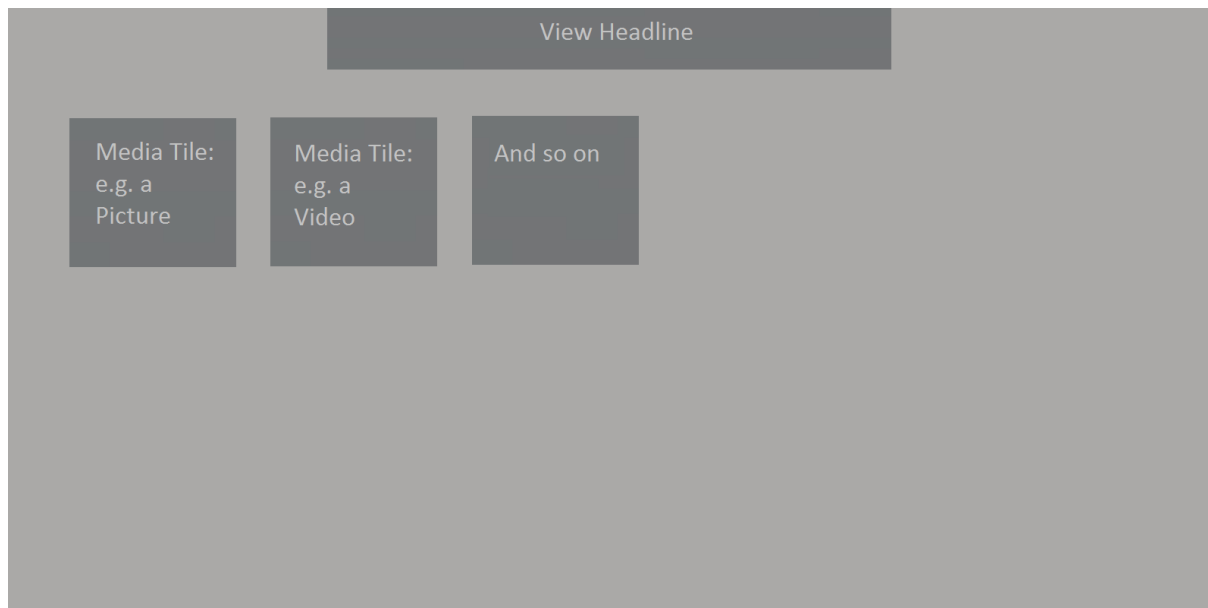 View Headline
Media Tile:
e.g. a
Picture
Media Tile:
e.g. a
Video
And so on